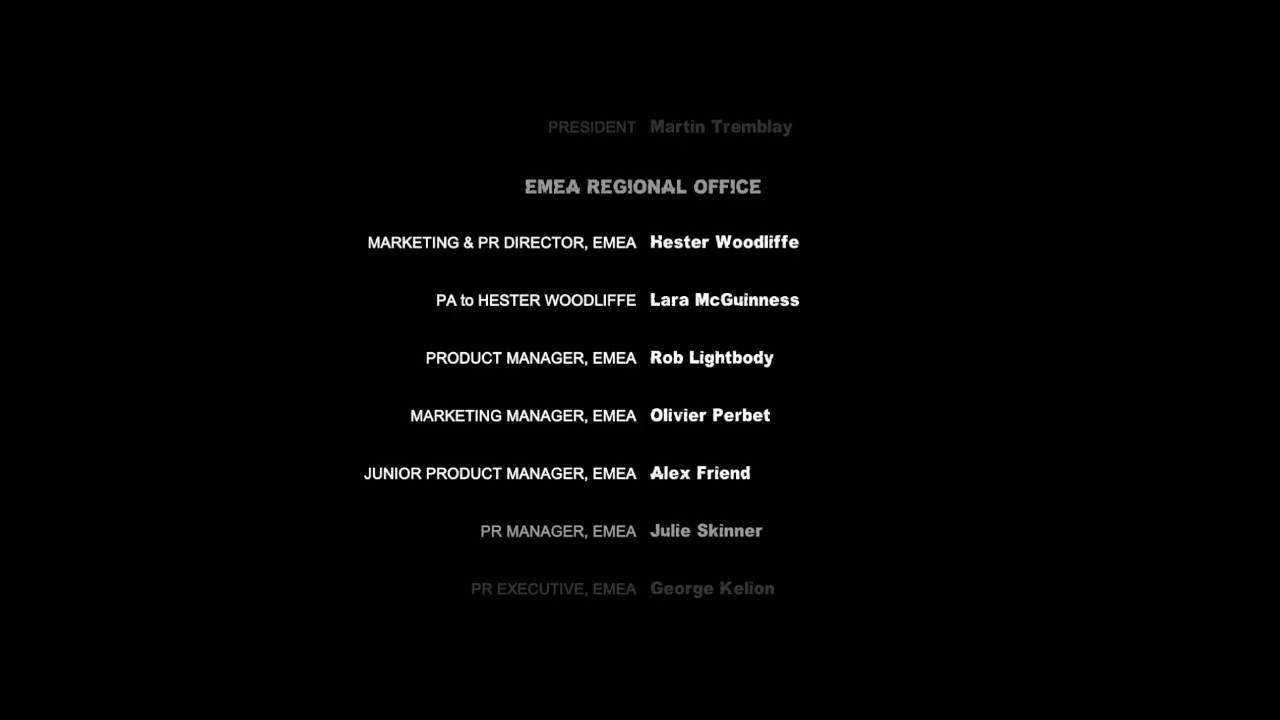 PRESIDENT Martin Tremblay
EMEA REGIONAL OFFICE
MARKETING & PR DIRECTOR, EMEA Hester Woodliffe
PA to HESTER WOODLIFFE Lara McGuinness
PRODUCT MANAGER, EMEA Rob Lightbody
MARKETING MANAGER, EMEA Olivier Perbet
JUNIOR PRODUCT MANAGER, EMEA Alex Friend
PR MANAGER, EMEA Julie Skinner
PR EXECUTIVE, EMEA George Kelion